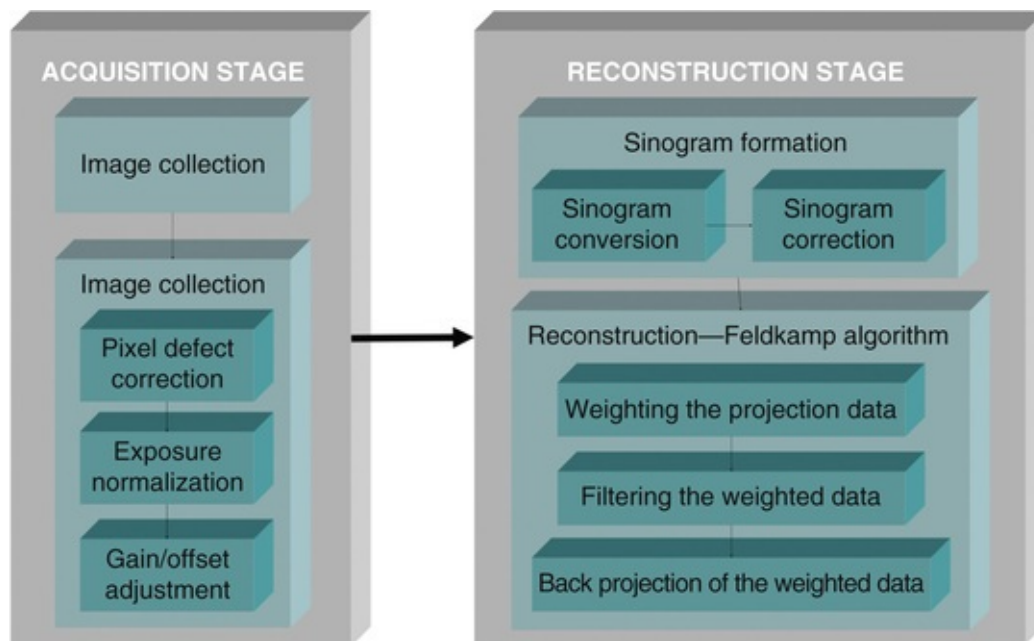 ACQUISITION STAGE
Image collection
Image collection
Pixel defect
correction
Exposure
normalization
Gain/offset
adjustment
RECONSTRUCTION STAGE
Sinogram formation
Sinogram
conversion
Sinogram
correction
Reconstruction—Feldkamp algorithm
Weighting the projection data
Filtering the weighted data
Back projection of the weighted data